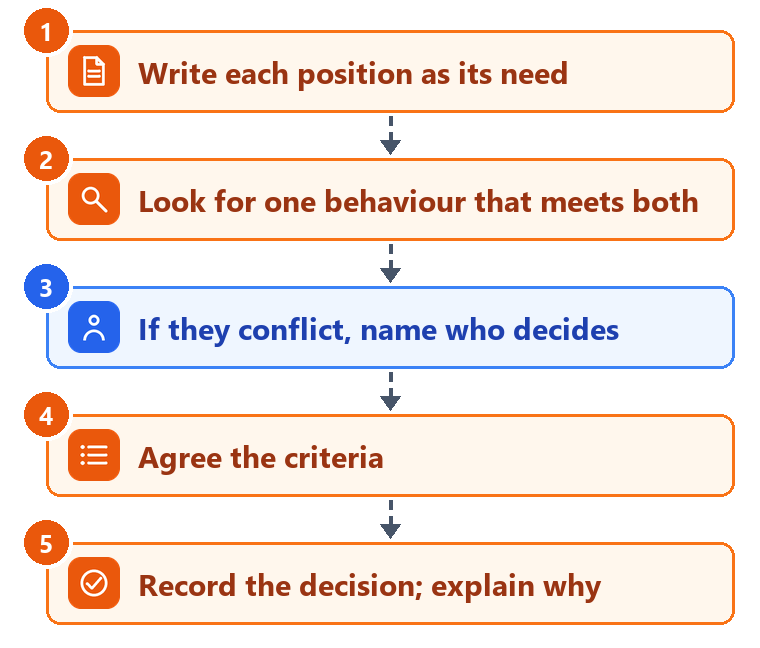 1
Write each position as its need
2
Look for one behaviour that meets both
3
If they conflict, name who decides
4
Agree the criteria
5
Record the decision; explain why